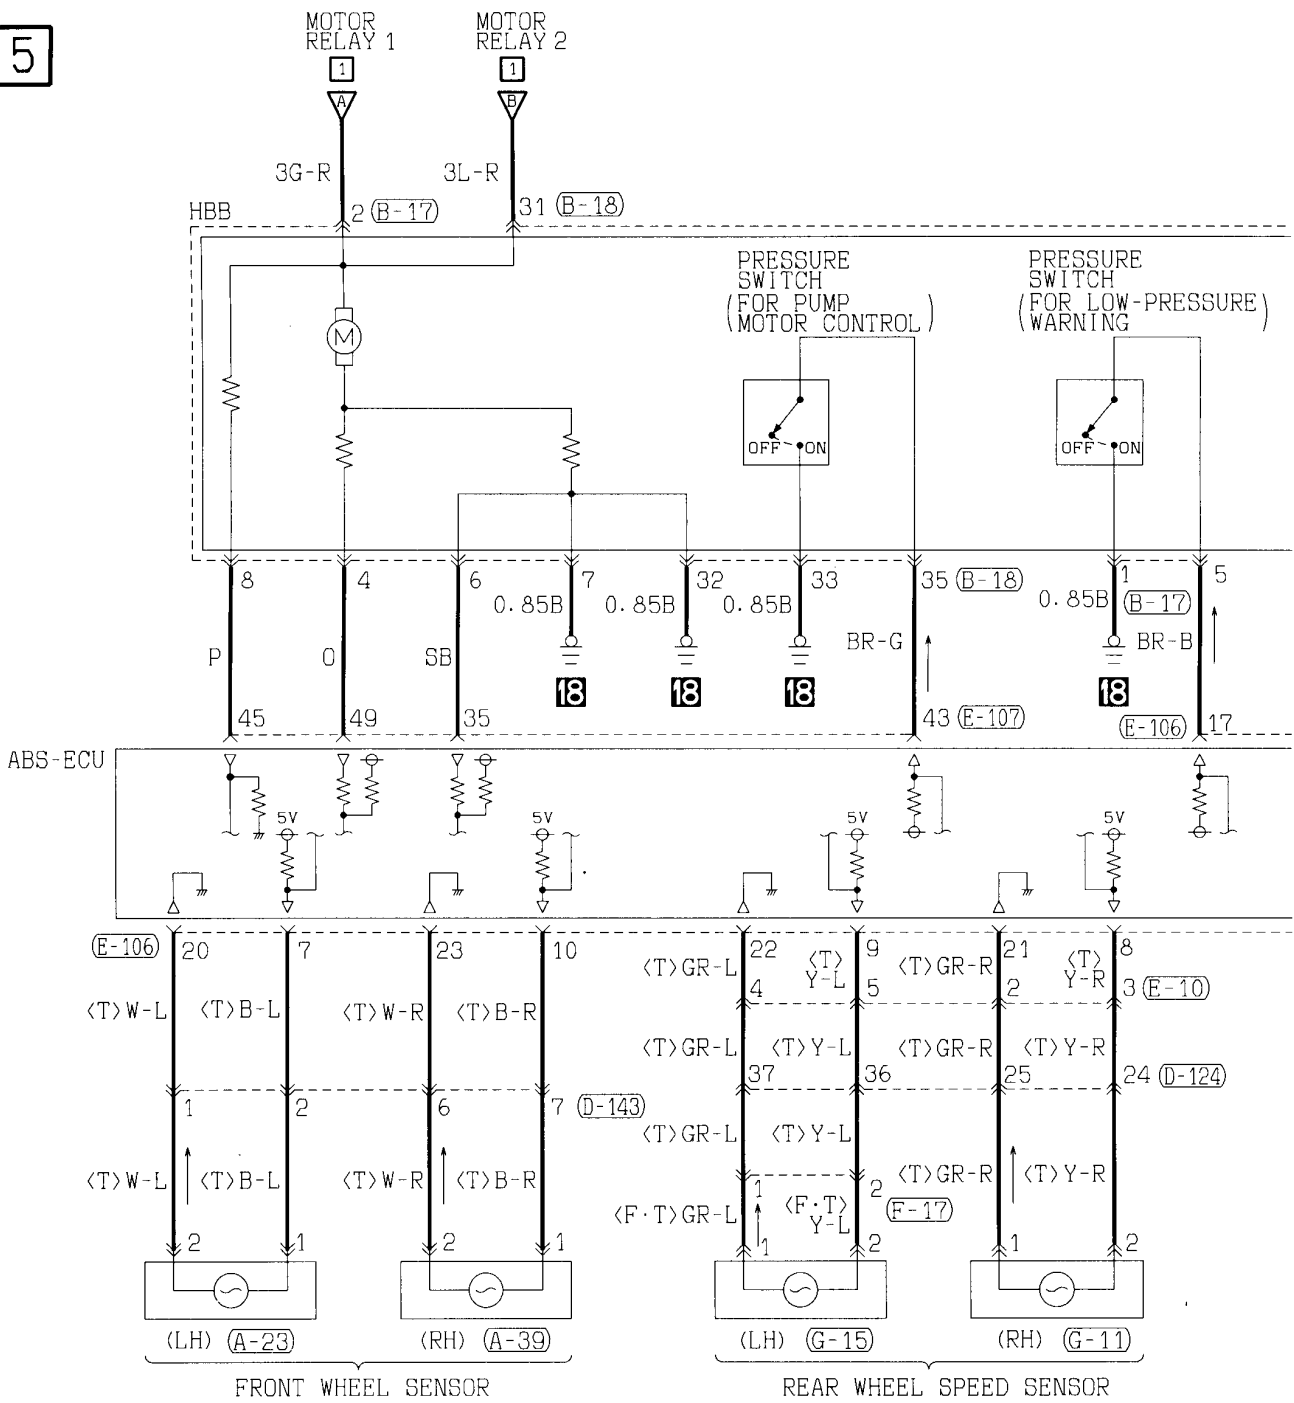 5
MOTOR
RELAY 1
MOTOR
RELAY 2
1
1
A
B
3G-R
3L-R
HBB
2 (B-17)
31 (B-18)
PRESSURE
SWITCH
(FOR PUMP
MOTOR CONTROL)
PRESSURE
SWITCH
(FOR LOW-PRESSURE)
WARNING
M
OFF ON
OFF ON
8 4 6 7 32 33 35 (B-18) 1 5
0.85B 0.85B 0.85B 0.85B (B-17)
P O SB BR-G BR-B
18 18 18 18
45 49 35 43 (E-107) (E-106) 17
ABS-ECU
5V 5V 5V 5V
(E-106) 20 7 23 10 22 9 21 8
<T>GR-L <T> Y-L <T>GR-R <T> Y-R
4 5 2 3 (E-10)
<T>W-L <T>B-L <T>W-R <T>B-R
<T>GR-L <T>Y-L <T>GR-R <T>Y-R
37 36 25 24 (D-124)
1 2 6 7 (D-143)
<T>GR-L <T>Y-L
<T>W-L <T>B-L <T>W-R <T>B-R <T>GR-R <T>Y-R
1 2 (F-17)
<F·T>GR-L <F·T> Y-L
2 1 2 1 1 2 1 2
(LH) (A-23) (RH) (A-39) (LH) (G-15) (RH) (G-11)
FRONT WHEEL SENSOR
REAR WHEEL SPEED SENSOR